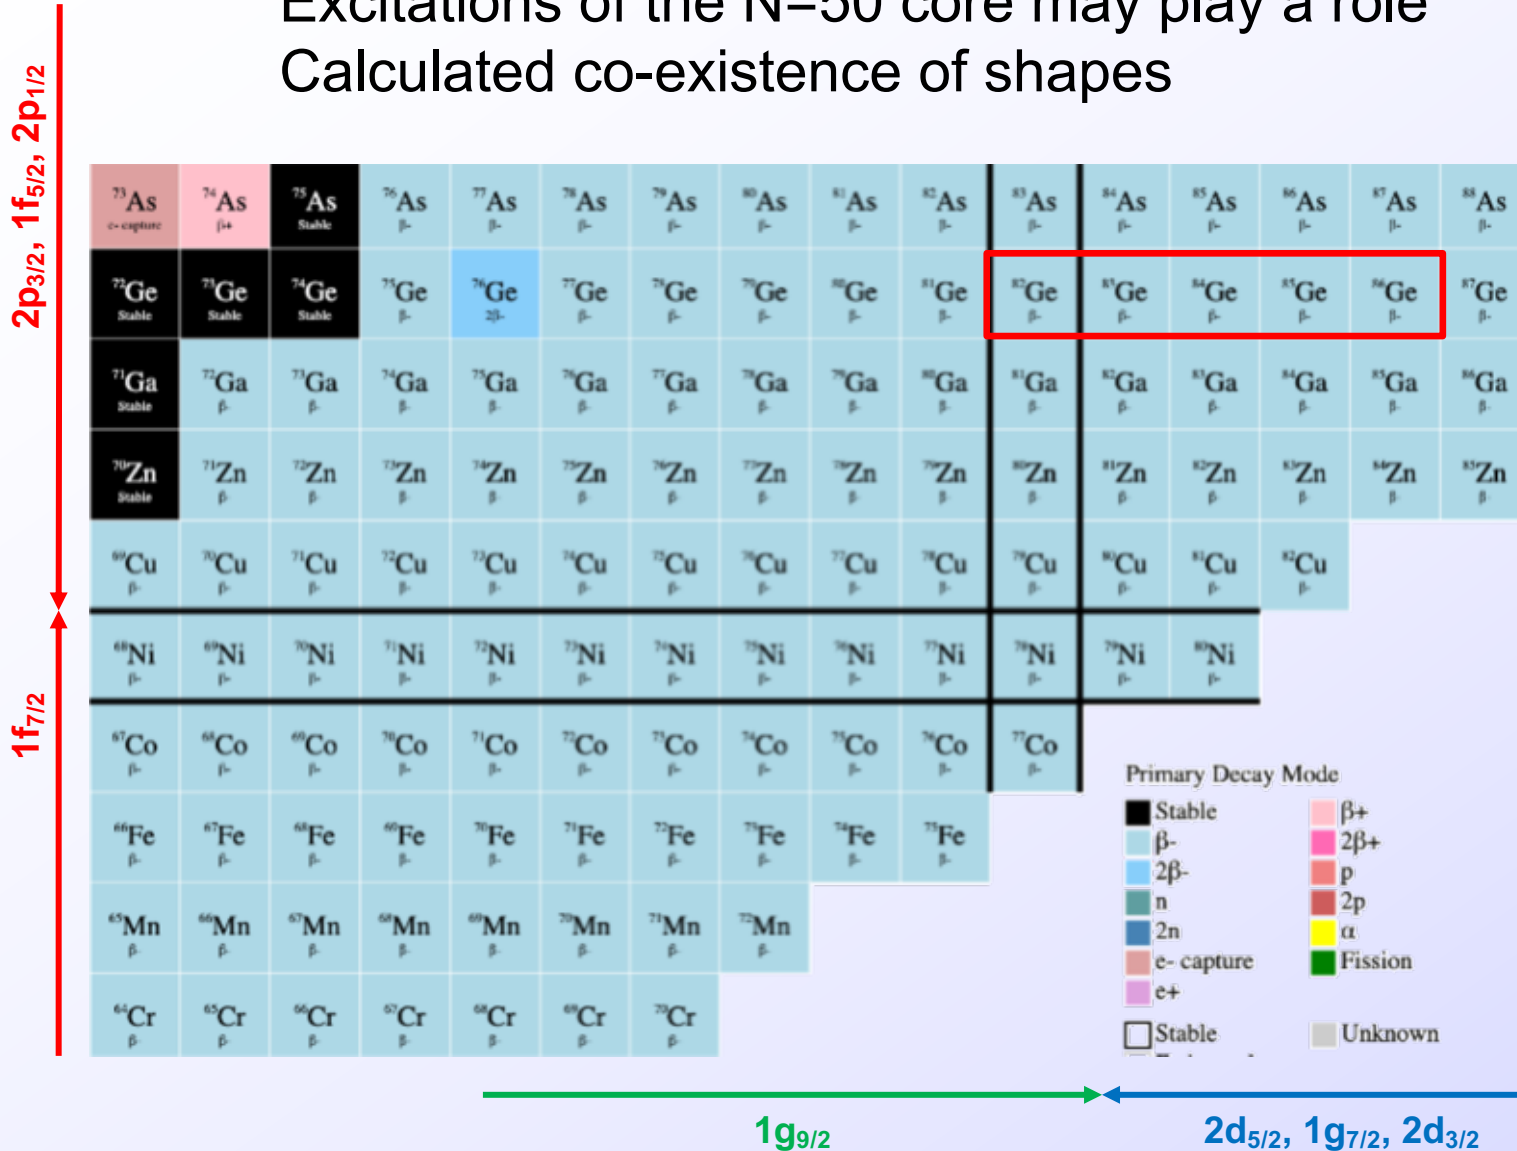 Excitations of the N=50 core may play a role
Calculated co-existence of shapes
2p3/2, 1f5/2, 2p1/2
1f7/2
73As 74As 75As 76As 77As 78As 79As 80As 81As 82As 83As 84As 85As 86As 87As 88As
e- capture β+ Stable β- β- β- β- β- β- β- β- β- β- β- β- β-
72Ge 73Ge 74Ge 75Ge 76Ge 77Ge 78Ge 79Ge 80Ge 81Ge 82Ge 83Ge 84Ge 85Ge 86Ge 87Ge
Stable Stable Stable β- 2β- β- β- β- β- β- β- β- β- β- β- β-
71Ga 72Ga 73Ga 74Ga 75Ga 76Ga 77Ga 78Ga 79Ga 80Ga 81Ga 82Ga 83Ga 84Ga 85Ga 86Ga
Stable β- β- β- β- β- β- β- β- β- β- β- β- β- β- β-
70Zn 71Zn 72Zn 73Zn 74Zn 75Zn 76Zn 77Zn 78Zn 79Zn 80Zn 81Zn 82Zn 83Zn 84Zn 85Zn
Stable β- β- β- β- β- β- β- β- β- β- β- β- β- β- β-
69Cu 70Cu 71Cu 72Cu 73Cu 74Cu 75Cu 76Cu 77Cu 78Cu 79Cu 80Cu 81Cu 82Cu
β- β- β- β- β- β- β- β- β- β- β- β- β- β-
68Ni 69Ni 70Ni 71Ni 72Ni 73Ni 74Ni 75Ni 76Ni 77Ni 78Ni 79Ni 80Ni
β- β- β- β- β- β- β- β- β- β- β- β- β-
67Co 68Co 69Co 70Co 71Co 72Co 73Co 74Co 75Co 76Co 77Co
β- β- β- β- β- β- β- β- β- β- β-
66Fe 67Fe 68Fe 69Fe 70Fe 71Fe 72Fe 73Fe 74Fe 75Fe
β- β- β- β- β- β- β- β- β- β-
65Mn 66Mn 67Mn 68Mn 69Mn 70Mn 71Mn 72Mn
β- β- β- β- β- β- β- β-
64Cr 65Cr 66Cr 67Cr 68Cr 69Cr 70Cr
β- β- β- β- β- β- β-
Primary Decay Mode
Stable β+
β- 2β+
2β- p
n 2p
2n α
e- capture Fission
e+
Stable Unknown
1g9/2
2d5/2, 1g7/2, 2d3/2